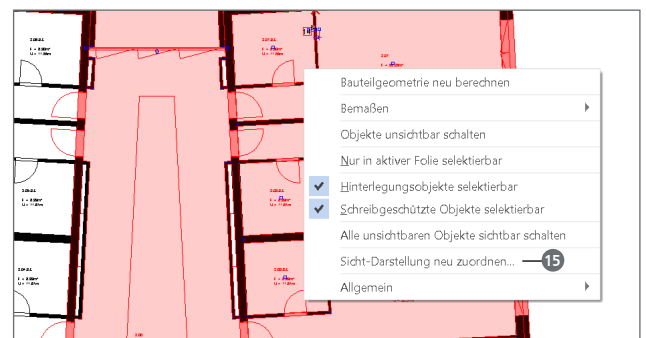 Bauteilgeometrie neu berechnen
Bemaßen
Objekte unsichtbar schalten
Nur in aktiver Folie selektierbar
Hinterlegungsobjekte selektierbar
Schreibgeschützte Objekte selektierbar
Alle unsichtbaren Objekte sichtbar schalten
Sicht-Darstellung neu zuordnen... 15
Allgemein